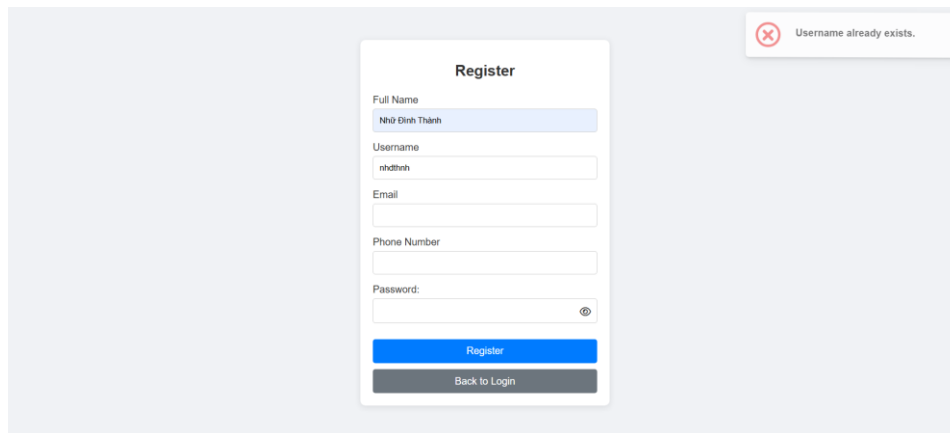 Username already exists.
Register
Full Name
Nhữ Đình Thành
Username
nhdthnh
Email
Phone Number
Password:
Register
Back to Login